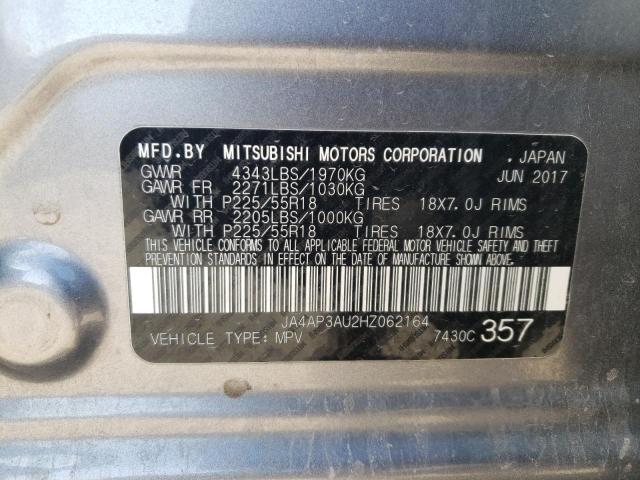 MFD.BY MITSUBISHI MOTORS CORPORATION . JAPAN
GVWR 4343LBS/1970KG JUN 2017
GAWR FR 2271LBS/1030KG
WITH P225/55R18 TIRES 18X7.0J RIMS
GAWR RR 2205LBS/1000KG
WITH P225/55R18 TIRES 18X7.0J RIMS
THIS VEHICLE CONFORMS TO ALL APPLICABLE FEDERAL MOTOR VEHICLE SAFETY AND THEFT
PREVENTION STANDARDS IN EFFECT ON THE DATE OF MANUFACTURE SHOWN ABOVE.
JA4AP3AU2HZ062164
VEHICLE TYPE:MPV 7430C 357